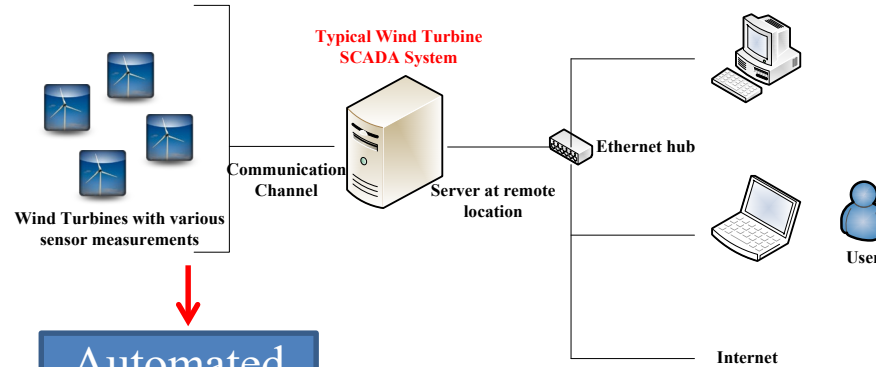 Typical Wind Turbine
SCADA System
Communication
Channel
Ethernet hub
Server at remote
location
Wind Turbines with various
sensor measurements
User
Internet
Automated